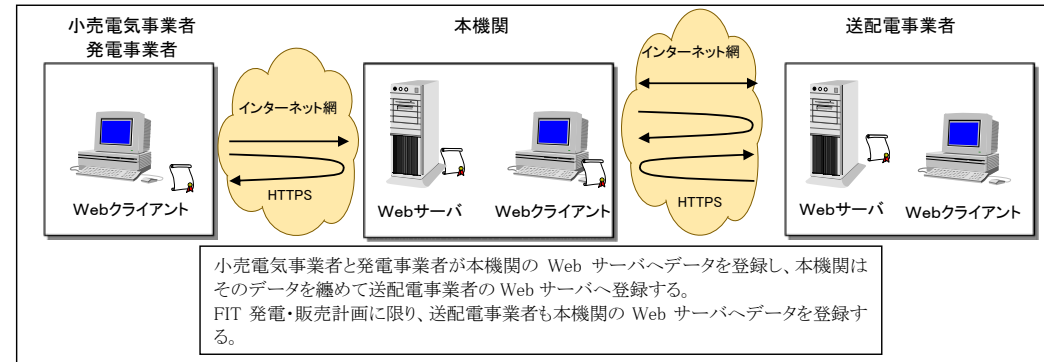 小売電気事業者
発電事業者
本機関
送配電事業者
インターネット網
HTTPS
インターネット網
HTTPS
Webクライアント
Webサーバ
Webクライアント
Webサーバ
Webクライアント
小売電気事業者と発電事業者が本機関の Web サーバへデータを登録し、本機関は
そのデータを纏めて送配電事業者の Web サーバへ登録する。
FIT 発電・販売計画に限り、送配電事業者も本機関の Web サーバへデータを登録す
る。